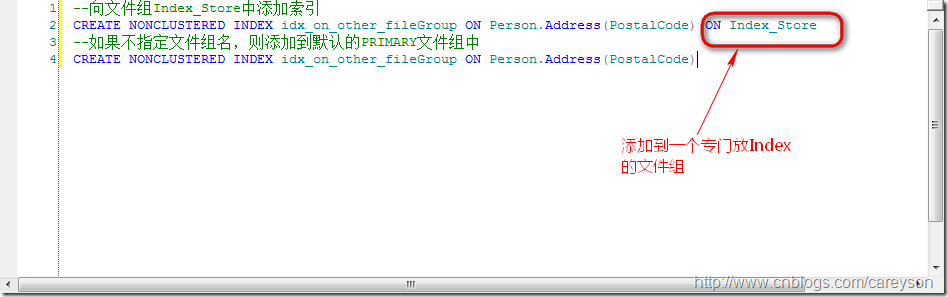 1 --向文件组Index_Store中添加索引
2 CREATE NONCLUSTERED INDEX idx_on_other_fileGroup ON Person.Address(PostalCode) ON Index_Store
3 --如果不指定文件组名，则添加到默认的PRIMARY文件组中
4 CREATE NONCLUSTERED INDEX idx_on_other_fileGroup ON Person.Address(PostalCode)
添加到一个专门放Index
的文件组
http://www.cnblogs.com/careyson